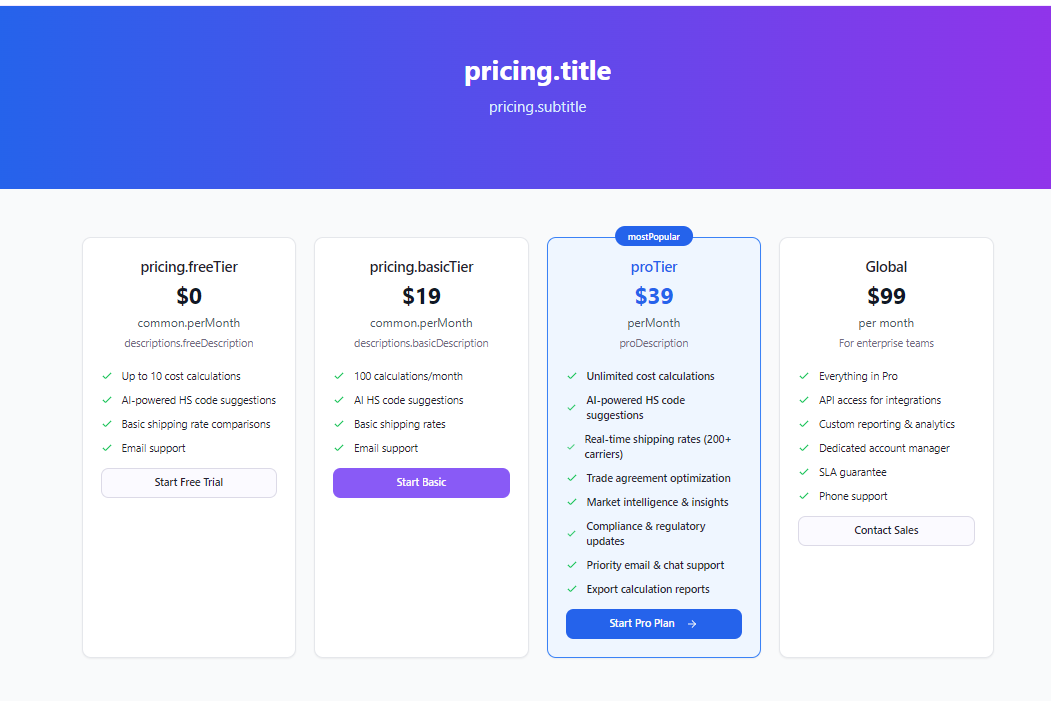 pricing.title
pricing.subtitle
pricing.freeTier
$0
common.perMonth
descriptions.freeDescription
Up to 10 cost calculations
AI-powered HS code suggestions
Basic shipping rate comparisons
Email support
Start Free Trial
pricing.basicTier
$19
common.perMonth
descriptions.basicDescription
100 calculations/month
AI HS code suggestions
Basic shipping rates
Email support
Start Basic
mostPopular
proTier
$39
perMonth
proDescription
Unlimited cost calculations
AI-powered HS code
suggestions
Real-time shipping rates (200+
carriers)
Trade agreement optimization
Market intelligence & insights
Compliance & regulatory
updates
Priority email & chat support
Export calculation reports
Start Pro Plan
Global
$99
per month
For enterprise teams
Everything in Pro
API access for integrations
Custom reporting & analytics
Dedicated account manager
SLA guarantee
Phone support
Contact Sales